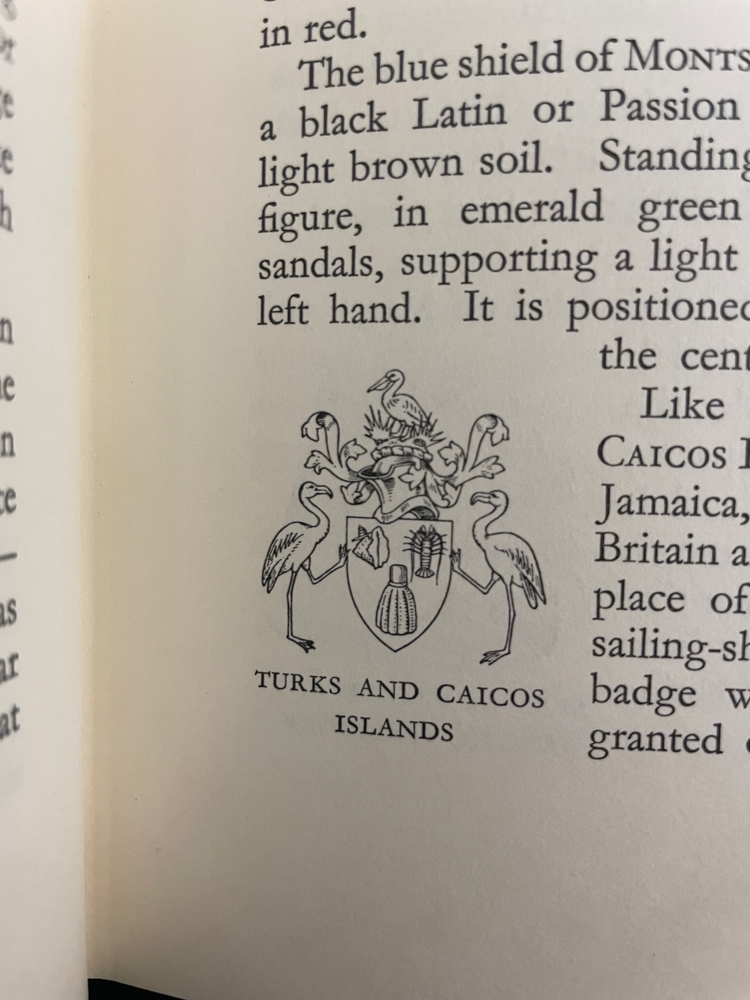 in red.
The blue shield of MONTS
a black Latin or Passion
light brown soil. Standing
figure, in emerald green
sandals, supporting a light
left hand. It is positioned
the cent
Like
CAICOS
Jamaica,
Britain a
place of
sailing-sh
badge w
granted
TURKS AND CAICOS
ISLANDS